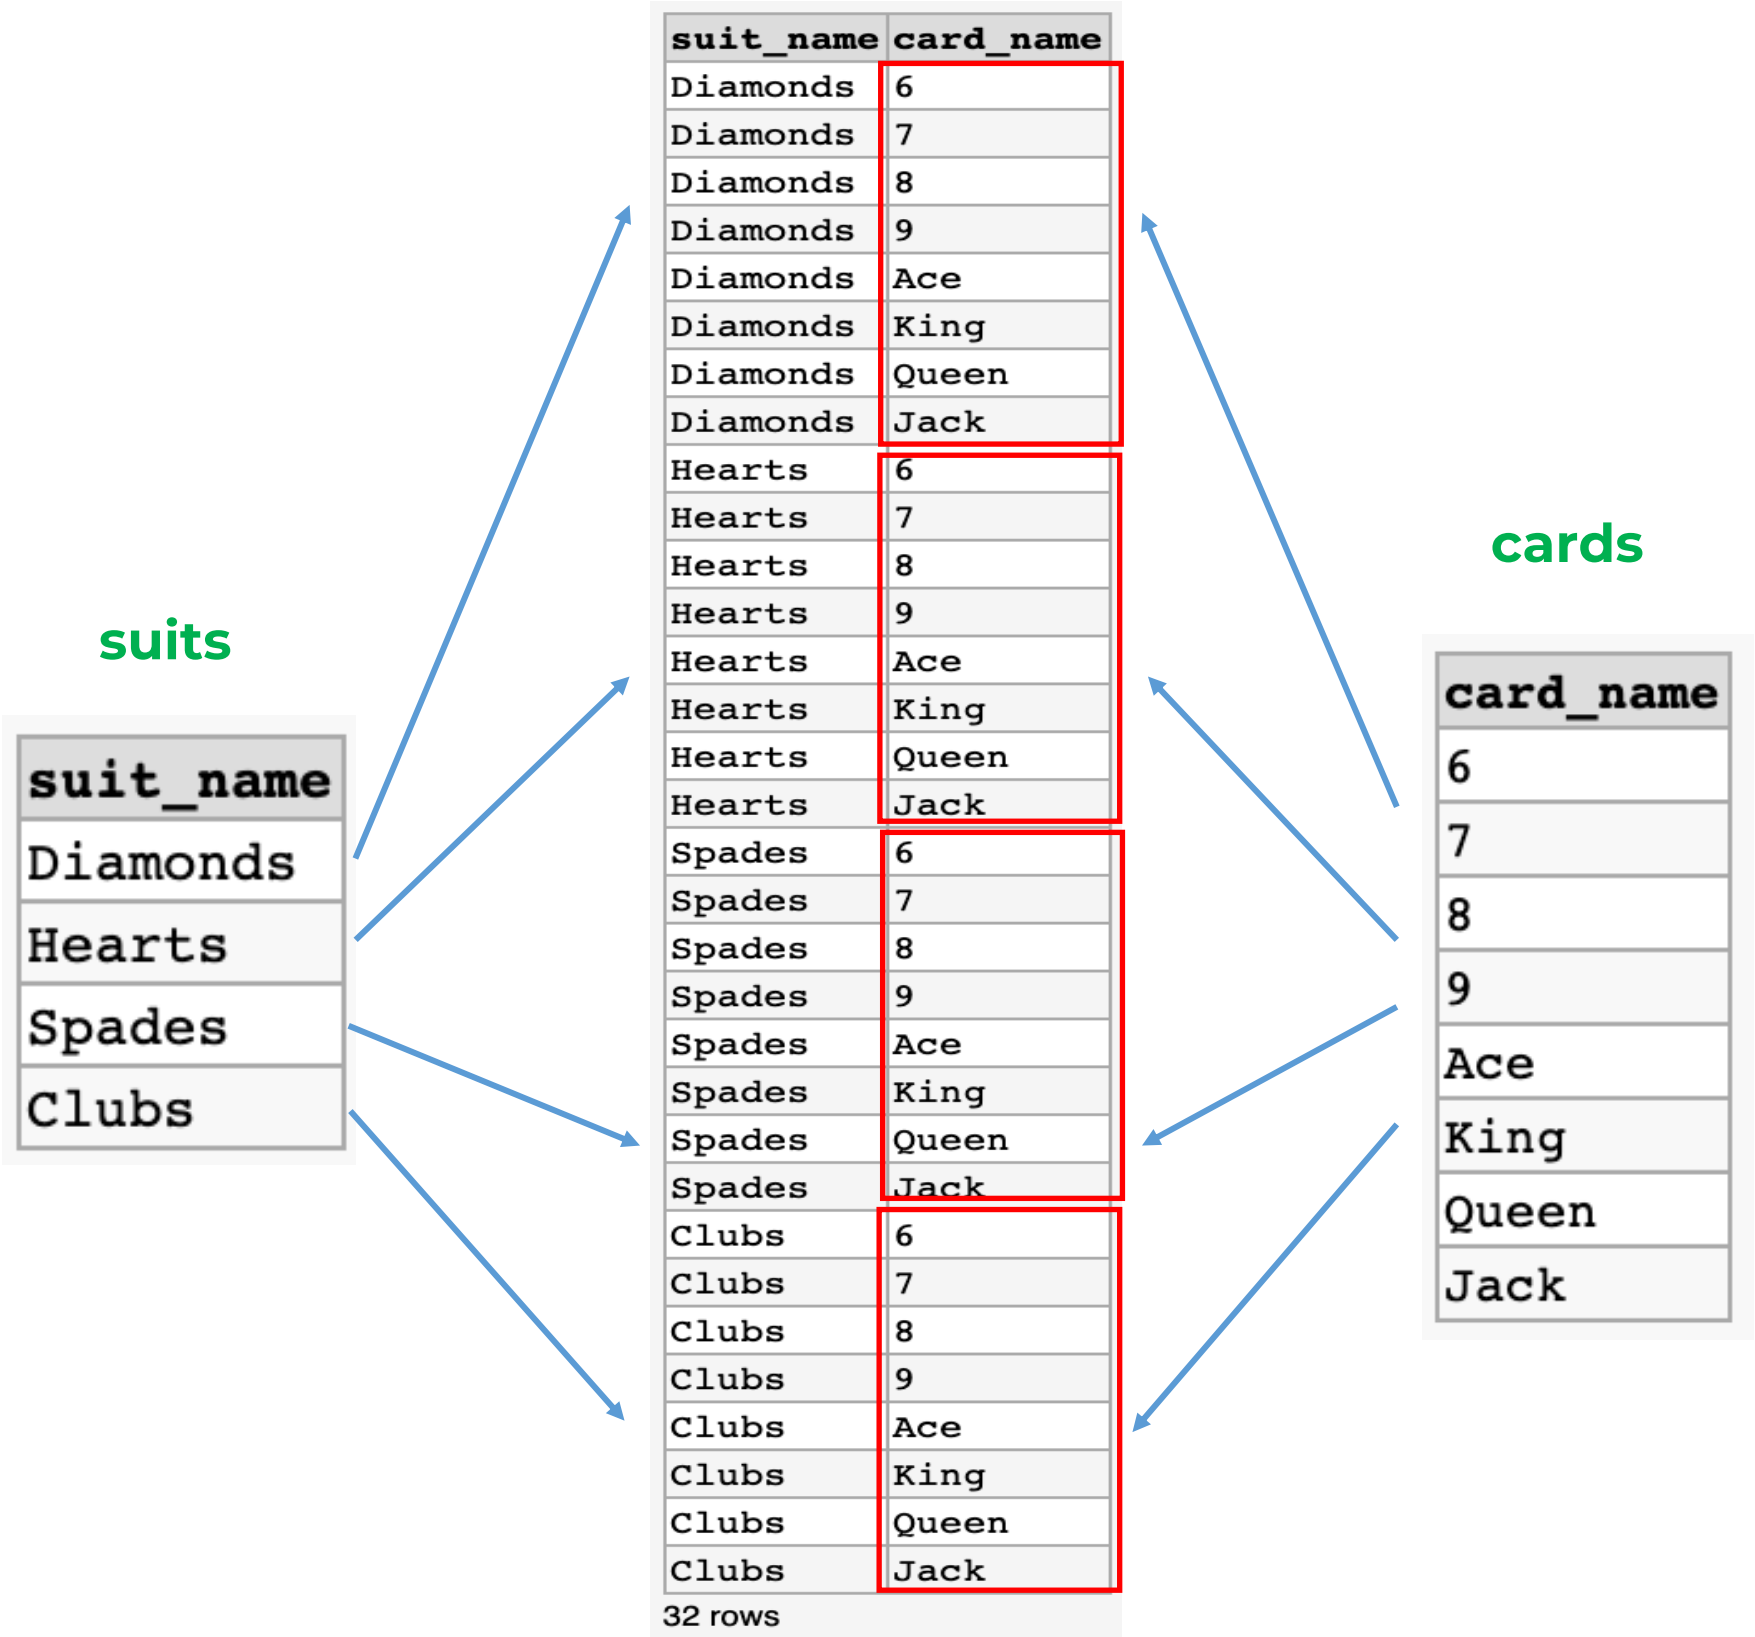 suits
suit_name
Diamonds
Hearts
Spades
Clubs
suit_name card_name
Diamonds 6
Diamonds 7
Diamonds 8
Diamonds 9
Diamonds Ace
Diamonds King
Diamonds Queen
Diamonds Jack
Hearts 6
Hearts 7
Hearts 8
Hearts 9
Hearts Ace
Hearts King
Hearts Queen
Hearts Jack
Spades 6
Spades 7
Spades 8
Spades 9
Spades Ace
Spades King
Spades Queen
Spades Jack
Clubs 6
Clubs 7
Clubs 8
Clubs 9
Clubs Ace
Clubs King
Clubs Queen
Clubs Jack
32 rows
cards
card_name
6
7
8
9
Ace
King
Queen
Jack